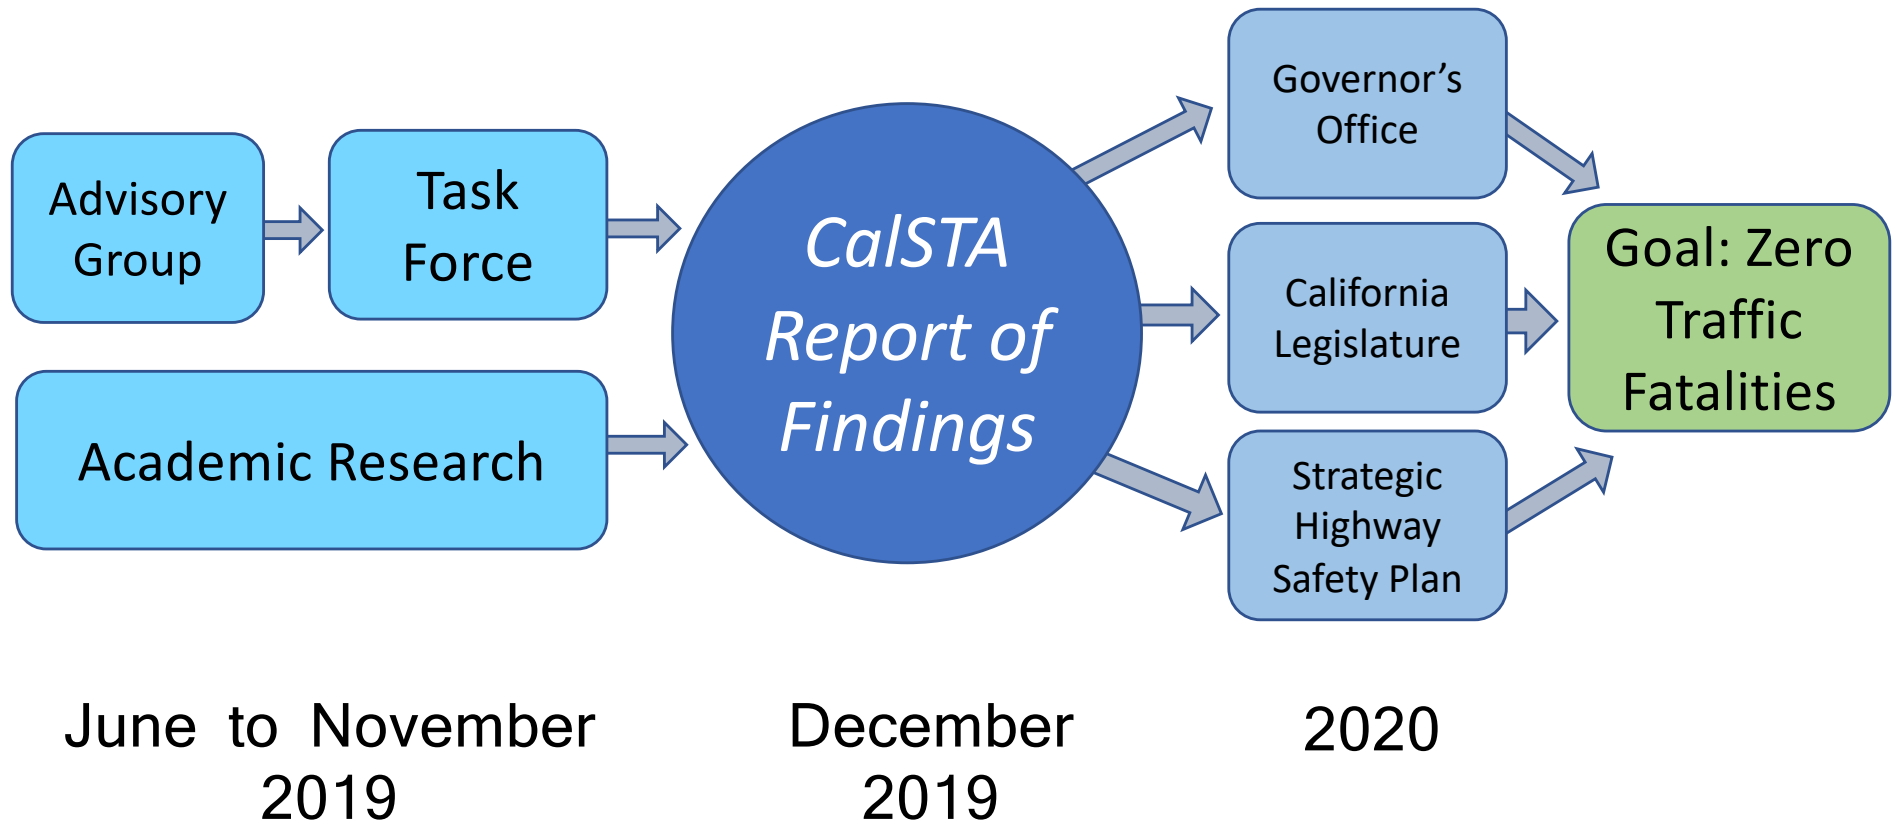 Advisory
Group
Task
Force
Academic Research
CalSTA
Report of
Findings
Governor’s
Office
California
Legislature
Strategic
Highway
Safety Plan
Goal: Zero
Traffic
Fatalities
June to November
2019
December
2019
2020